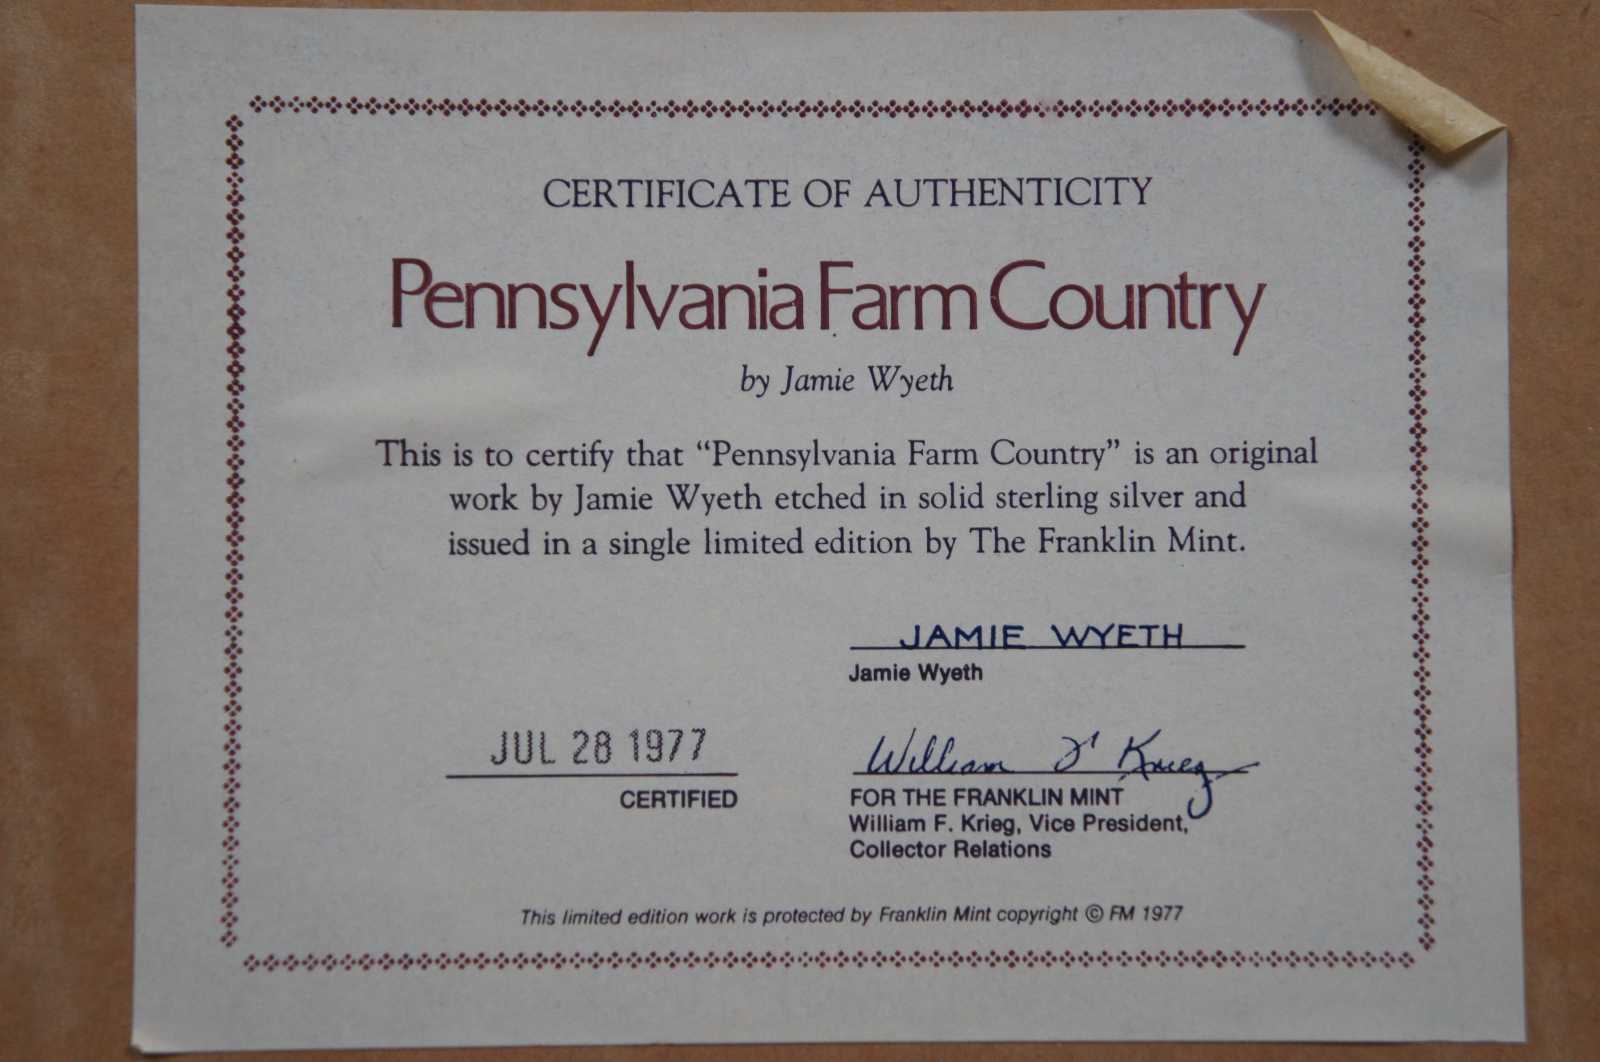 CERTIFICATE OF AUTHENTICITY
Pennsylvania Farm Country
by Jamie Wyeth
This is to certify that “Pennsylvania Farm Country” is an original
work by Jamie Wyeth etched in solid sterling silver and
issued in a single limited edition by The Franklin Mint.
JAMIE WYETH
Jamie Wyeth
JUL 28 1977
CERTIFIED
William F Krieg
FOR THE FRANKLIN MINT
William F. Krieg, Vice President,
Collector Relations
This limited edition work is protected by Franklin Mint copyright © FM 1977